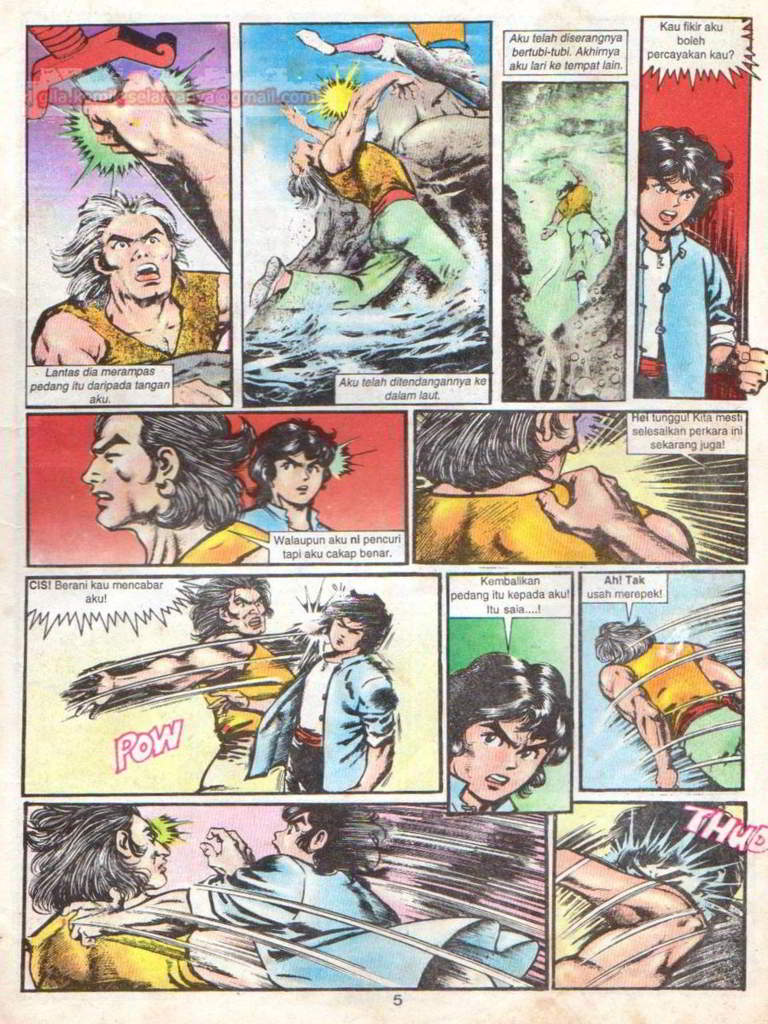 Lantas dia merampas
pedang itu daripada tangan
aku.
Aku telah ditendangannya ke
dalam laut.
Aku telah diserangnya
bertubi-tubi. Akhirnya
aku lari ke tempat lain.
Kau fikir aku
boleh
percayakan kau?
Walaupun aku ni pencuri
tapi aku cakap benar.
Hei tunggu! Kita mesti
selesaikan perkara ini
sekarang juga!
CIS! Berani kau mencabar
aku!
POW
Kembalikan
pedang itu kepada aku!
Itu saia....!
Ah! Tak
usah merepek!
THUD
5